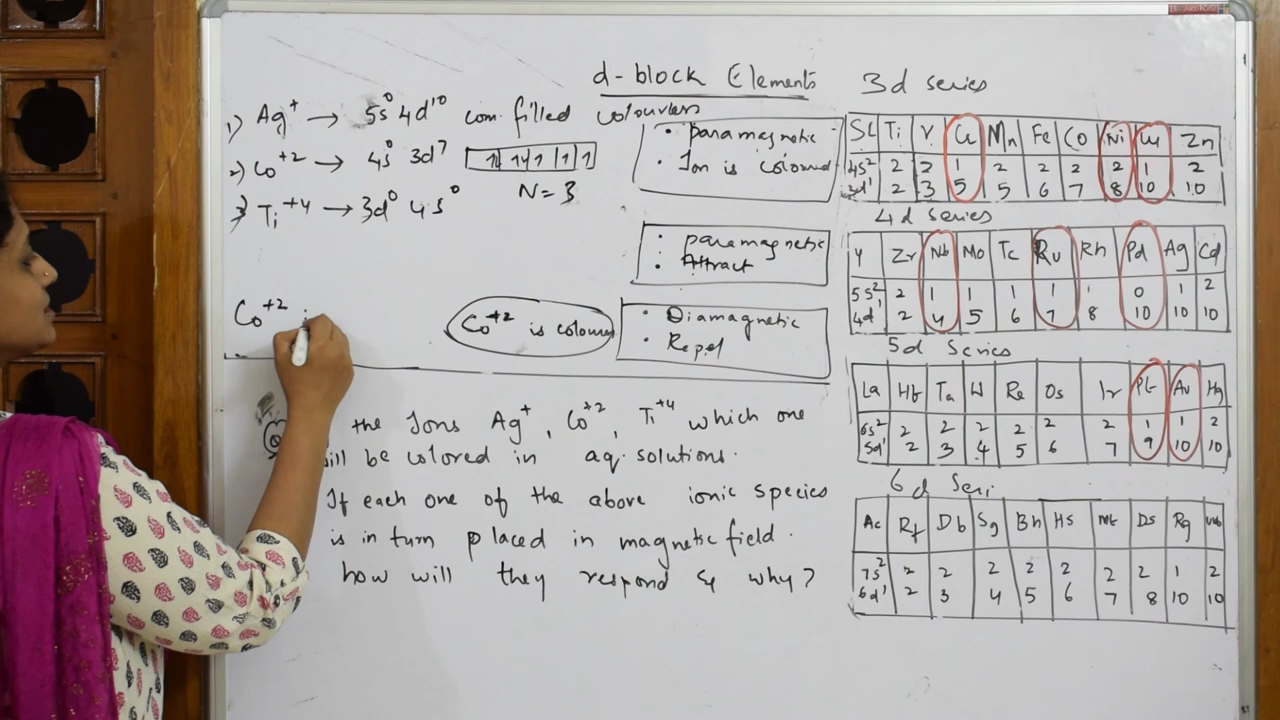 d-block Elements
1) Ag⁺ → 5s⁰ 4d¹⁰ com. filled colourless
2) Co⁺² → 4s⁰ 3d⁷
N = 3
3) Ti⁺⁴ → 3d⁰ 4s⁰
• paramagnetic
• Ion is coloured
• paramagnetic
• Attract
Co⁺² :
Co⁺² is coloured
• Diamagnetic
• Repel
the Ions Ag⁺, Co⁺², Ti⁺⁴ which one
will be colored in aq. solutions.
If each one of the above ionic species
is in turn placed in magnetic field.
how will they respond & why?
3d series
Sc Ti V Cr Mn Fe Co Ni Cu Zn
4s² 2 2 1 2 2 2 2 1 2
3d¹ 2 3 5 5 6 7 8 10 10
4d series
Y Zr Nb Mo Tc Ru Rh Pd Ag Cd
5s² 2 1 1 1 1 1 0 1 2
4d¹ 2 4 5 6 7 8 10 10 10
5d Series
La Hf Ta W Re Os Ir Pt Au Hg
6s² 2 2 2 2 2 2 1 1 2
5d¹ 2 3 4 5 6 7 9 10 10
6d Seri
Ac Rf Db Sg Bh Hs Mt Ds Rg Uub
7s² 2 2 2 2 2 2 2 1 2
6d¹ 2 3 4 5 6 7 8 10 10